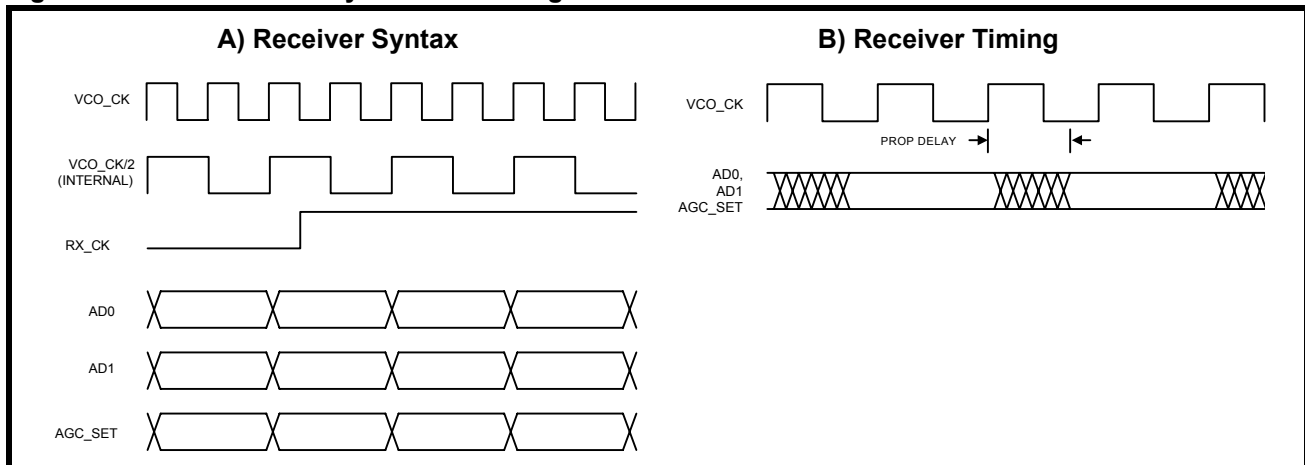 A) Receiver Syntax
VCO_CK
VCO_CK/2
(INTERNAL)
RX_CK
AD0
AD1
AGC_SET
B) Receiver Timing
VCO_CK
PROP DELAY
AD0,
AD1
AGC_SET